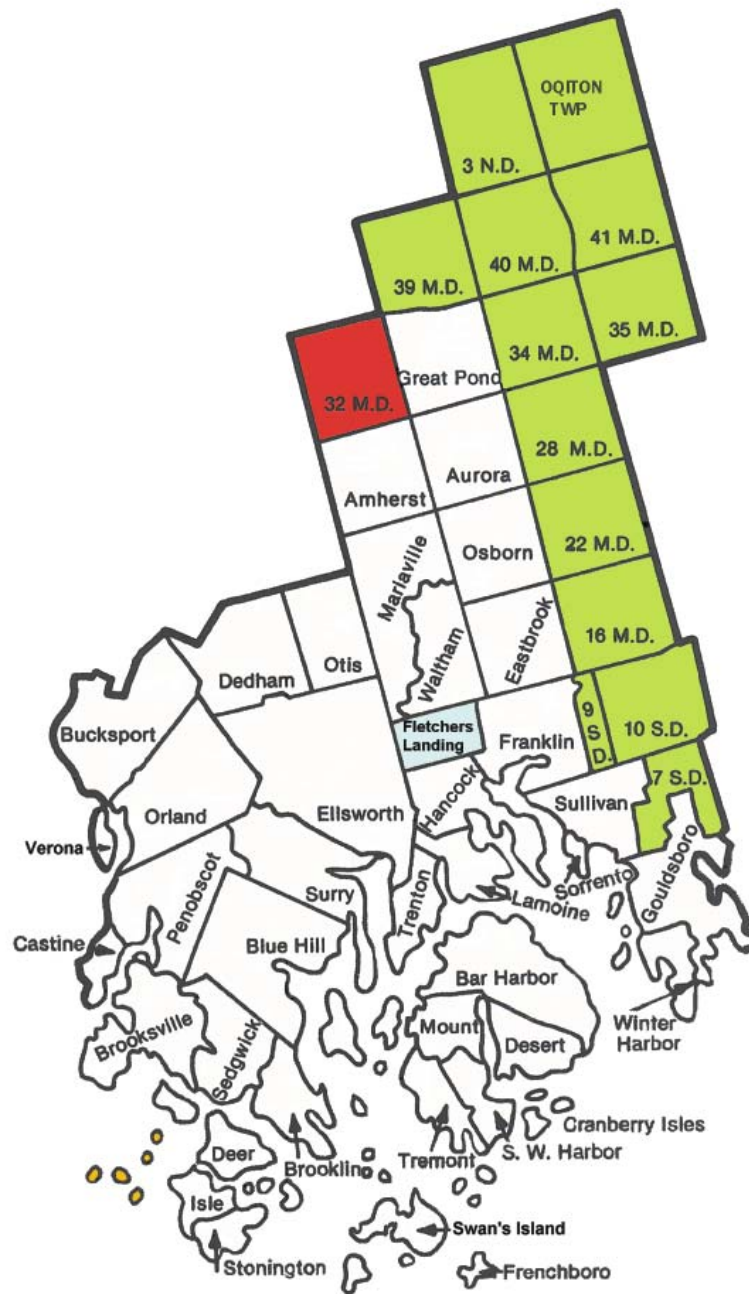 OQITON
TWP
3 N.D.
41 M.D.
40 M.D.
39 M.D.
35 M.D.
34 M.D.
Great Pond
32 M.D.
28 M.D.
Aurora
Amherst
22 M.D.
Osborn
Mariaville
Waltham
Eastbrook
16 M.D.
Otis
Dedham
Bucksport
Fletchers
Landing
Franklin
9
S
D.
10 S.D.
7 S.D.
Hancock
Sullivan
Orland
Ellsworth
Verona
Penobscot
Surry
Trenton
Lamoine
Sorrento
Gouldsboro
Castine
Blue Hill
Bar Harbor
Mount
Desert
Winter
Harbor
Brooksville
Sedgwick
Cranberry Isles
S. W. Harbor
Tremont
Brooklin
Deer
Isle
Swan's Island
Stonington
Frenchboro